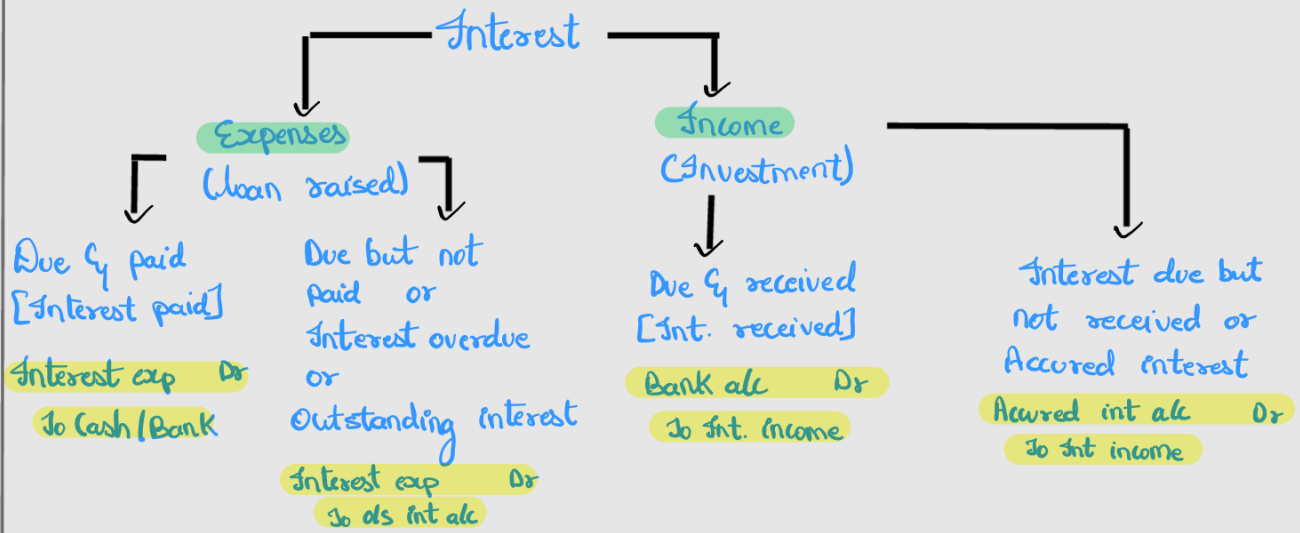 Interest
Expenses
(Loan raised)
Due & paid
[Interest paid]
Interest exp Dr
To Cash/Bank
Due but not
paid or
Interest overdue
or
Outstanding interest
Interest exp Dr
To o/s int a/c
Income
(Investment)
Due & received
[Int. received]
Bank a/c Dr
To Int. income
Interest due but
not received or
Accured interest
Accured int a/c Dr
To Int income